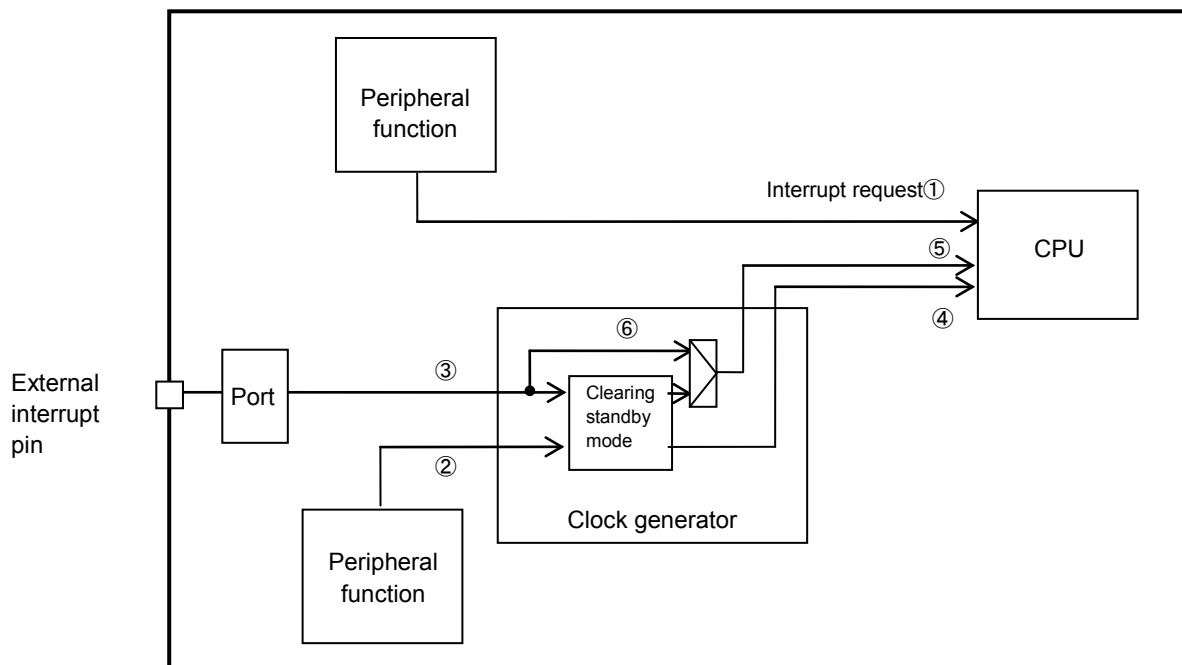 Peripheral
function
Interrupt request①
CPU
⑤
④
⑥
External
interrupt
pin
Port
③
Clearing
standby
mode
②
Clock generator
Peripheral
function